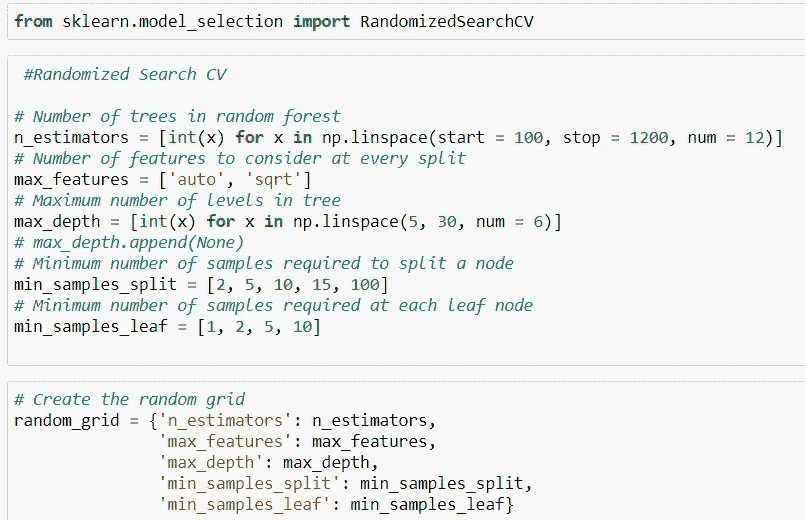 from sklearn.model_selection import RandomizedSearchCV
#Randomized Search CV
# Number of trees in random forest
n_estimators = [int(x) for x in np.linspace(start = 100, stop = 1200, num = 12)]
# Number of features to consider at every split
max_features = ['auto', 'sqrt']
# Maximum number of levels in tree
max_depth = [int(x) for x in np.linspace(5, 30, num = 6)]
# max_depth.append(None)
# Minimum number of samples required to split a node
min_samples_split = [2, 5, 10, 15, 100]
# Minimum number of samples required at each leaf node
min_samples_leaf = [1, 2, 5, 10]
# Create the random grid
random_grid = {'n_estimators': n_estimators,
'max_features': max_features,
'max_depth': max_depth,
'min_samples_split': min_samples_split,
'min_samples_leaf': min_samples_leaf}